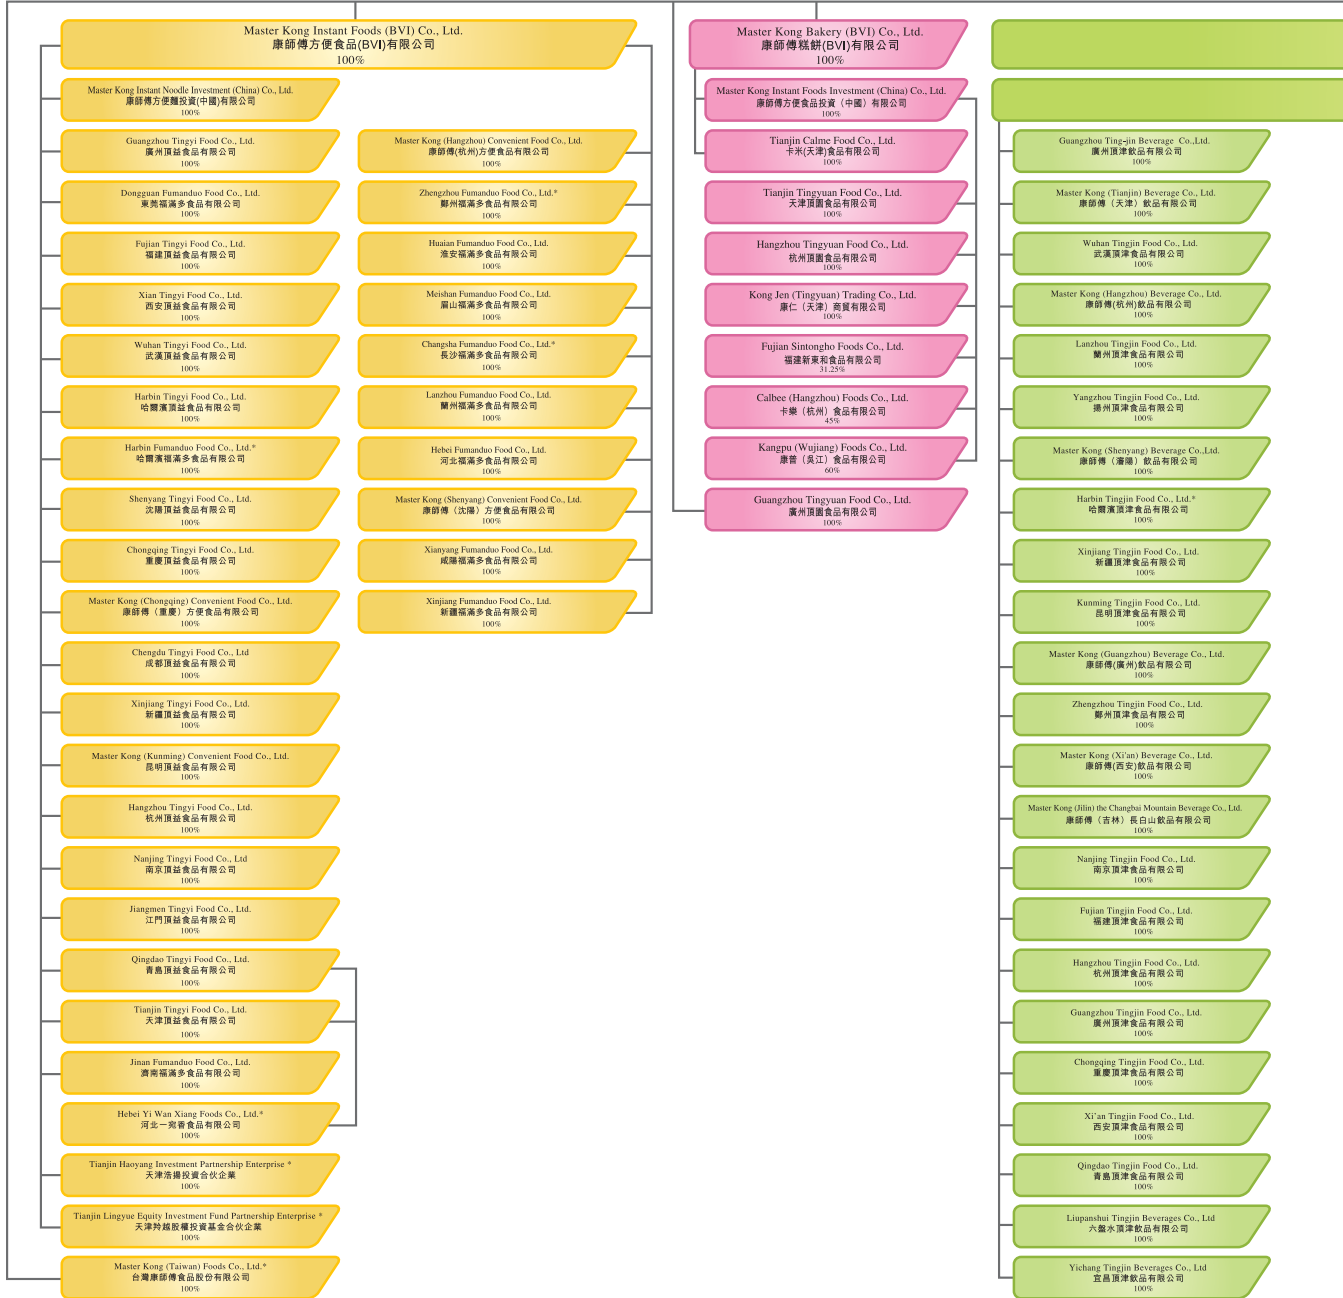 Master Kong Instant Foods (BVI) Co., Ltd.
康師傅方便食品(BVI)有限公司
100%
Master Kong Instant Noodle Investment (China) Co., Ltd.
康師傅方便麵投資(中國)有限公司
100%
Guangzhou Tingyi Food Co., Ltd.
廣州頂益食品有限公司
100%
Dongguan Fumanduo Food Co., Ltd.
東莞福滿多食品有限公司
100%
Fujian Tingyi Food Co., Ltd.
福建頂益食品有限公司
100%
Xian Tingyi Food Co., Ltd.
西安頂益食品有限公司
100%
Wuhan Tingyi Food Co., Ltd.
武漢頂益食品有限公司
100%
Harbin Tingyi Food Co., Ltd.
哈爾濱頂益食品有限公司
100%
Harbin Fumanduo Food Co., Ltd.*
哈爾濱福滿多食品有限公司
100%
Shenyang Tingyi Food Co., Ltd.
沈陽頂益食品有限公司
100%
Chongqing Tingyi Food Co., Ltd.
重慶頂益食品有限公司
100%
Master Kong (Chongqing) Convenient Food Co., Ltd.
康師傅（重慶）方便食品有限公司
100%
Chengdu Tingyi Food Co., Ltd
成都頂益食品有限公司
100%
Xinjiang Tingyi Food Co., Ltd.
新疆頂益食品有限公司
100%
Master Kong (Kunming) Convenient Food Co., Ltd.
昆明頂益食品有限公司
100%
Hangzhou Tingyi Food Co., Ltd.
杭州頂益食品有限公司
100%
Nanjing Tingyi Food Co., Ltd
南京頂益食品有限公司
100%
Jiangmen Tingyi Food Co., Ltd.
江門頂益食品有限公司
100%
Qingdao Tingyi Food Co., Ltd.
青島頂益食品有限公司
100%
Tianjin Tingyi Food Co., Ltd.
天津頂益食品有限公司
100%
Jinan Fumanduo Food Co., Ltd.
濟南福滿多食品有限公司
100%
Hebei Yi Wan Xiang Foods Co., Ltd.*
河北一宛香食品有限公司
100%
Tianjin Haoyang Investment Partnership Enterprise *
天津浩揚投資合伙企業
100%
Tianjin Lingyue Equity Investment Fund Partnership Enterprise *
天津羚越股權投資基金合伙企業
100%
Master Kong (Taiwan) Foods Co., Ltd.*
台灣康師傅食品股份有限公司
100%
Master Kong (Hangzhou) Convenient Food Co., Ltd.
康師傅(杭州)方便食品有限公司
100%
Zhengzhou Fumanduo Food Co., Ltd.*
鄭州福滿多食品有限公司
100%
Huaian Fumanduo Food Co., Ltd.
淮安福滿多食品有限公司
100%
Meishan Fumanduo Food Co., Ltd.
眉山福滿多食品有限公司
100%
Changsha Fumanduo Food Co., Ltd.*
長沙福滿多食品有限公司
100%
Lanzhou Fumanduo Food Co., Ltd.
蘭州福滿多食品有限公司
100%
Hebei Fumanduo Food Co., Ltd.
河北福滿多食品有限公司
100%
Master Kong (Shenyang) Convenient Food Co., Ltd.
康師傅（沈陽）方便食品有限公司
100%
Xianyang Fumanduo Food Co., Ltd.
咸陽福滿多食品有限公司
100%
Xinjiang Fumanduo Food Co., Ltd.
新疆福滿多食品有限公司
100%
Master Kong Bakery (BVI) Co., Ltd.
康師傅糕餅(BVI)有限公司
100%
Master Kong Instant Foods Investment (China) Co., Ltd.
康師傅方便食品投資（中國）有限公司
100%
Tianjin Calme Food Co., Ltd.
卡米(天津)食品有限公司
100%
Tianjin Tingyuan Food Co., Ltd.
天津頂園食品有限公司
100%
Hangzhou Tingyuan Food Co., Ltd.
杭州頂園食品有限公司
100%
Kong Jen (Tingyuan) Trading Co., Ltd.
康仁（天津）商貿有限公司
100%
Fujian Sintongho Foods Co., Ltd.
福建新東和食品有限公司
31.25%
Calbee (Hangzhou) Foods Co., Ltd.
卡樂（杭州）食品有限公司
45%
Kangpu (Wujiang) Foods Co., Ltd.
康普（吳江）食品有限公司
60%
Guangzhou Tingyuan Food Co., Ltd.
廣州頂園食品有限公司
100%
Guangzhou Ting-jin Beverage Co.,Ltd.
廣州頂津飲品有限公司
100%
Master Kong (Tianjin) Beverage Co., Ltd.
康師傅（天津）飲品有限公司
100%
Wuhan Tingjin Food Co., Ltd.
武漢頂津食品有限公司
100%
Master Kong (Hangzhou) Beverage Co., Ltd.
康師傅(杭州)飲品有限公司
100%
Lanzhou Tingjin Food Co., Ltd.
蘭州頂津食品有限公司
100%
Yangzhou Tingjin Food Co., Ltd.
揚州頂津食品有限公司
100%
Master Kong (Shenyang) Beverage Co.,Ltd.
康師傅（瀋陽）飲品有限公司
100%
Harbin Tingjin Food Co., Ltd.*
哈爾濱頂津食品有限公司
100%
Xinjiang Tingjin Food Co., Ltd.
新疆頂津食品有限公司
100%
Kunming Tingjin Food Co., Ltd.
昆明頂津食品有限公司
100%
Master Kong (Guangzhou) Beverage Co., Ltd.
康師傅(廣州)飲品有限公司
100%
Zhengzhou Tingjin Food Co., Ltd.
鄭州頂津食品有限公司
100%
Master Kong (Xi'an) Beverage Co., Ltd.
康師傅(西安)飲品有限公司
100%
Master Kong (Jilin) the Changbai Mountain Beverage Co., Ltd.
康師傅（吉林）長白山飲品有限公司
100%
Nanjing Tingjin Food Co., Ltd.
南京頂津食品有限公司
100%
Fujian Tingjin Food Co., Ltd.
福建頂津食品有限公司
100%
Hangzhou Tingjin Food Co., Ltd.
杭州頂津食品有限公司
100%
Guangzhou Tingjin Food Co., Ltd.
廣州頂津食品有限公司
100%
Chongqing Tingjin Food Co., Ltd.
重慶頂津食品有限公司
100%
Xi'an Tingjin Food Co., Ltd.
西安頂津食品有限公司
100%
Qingdao Tingjin Food Co., Ltd.
青島頂津食品有限公司
100%
Liupanshui Tingjin Beverages Co., Ltd
六盤水頂津飲品有限公司
100%
Yichang Tingjin Beverages Co., Ltd
宜昌頂津飲品有限公司
100%